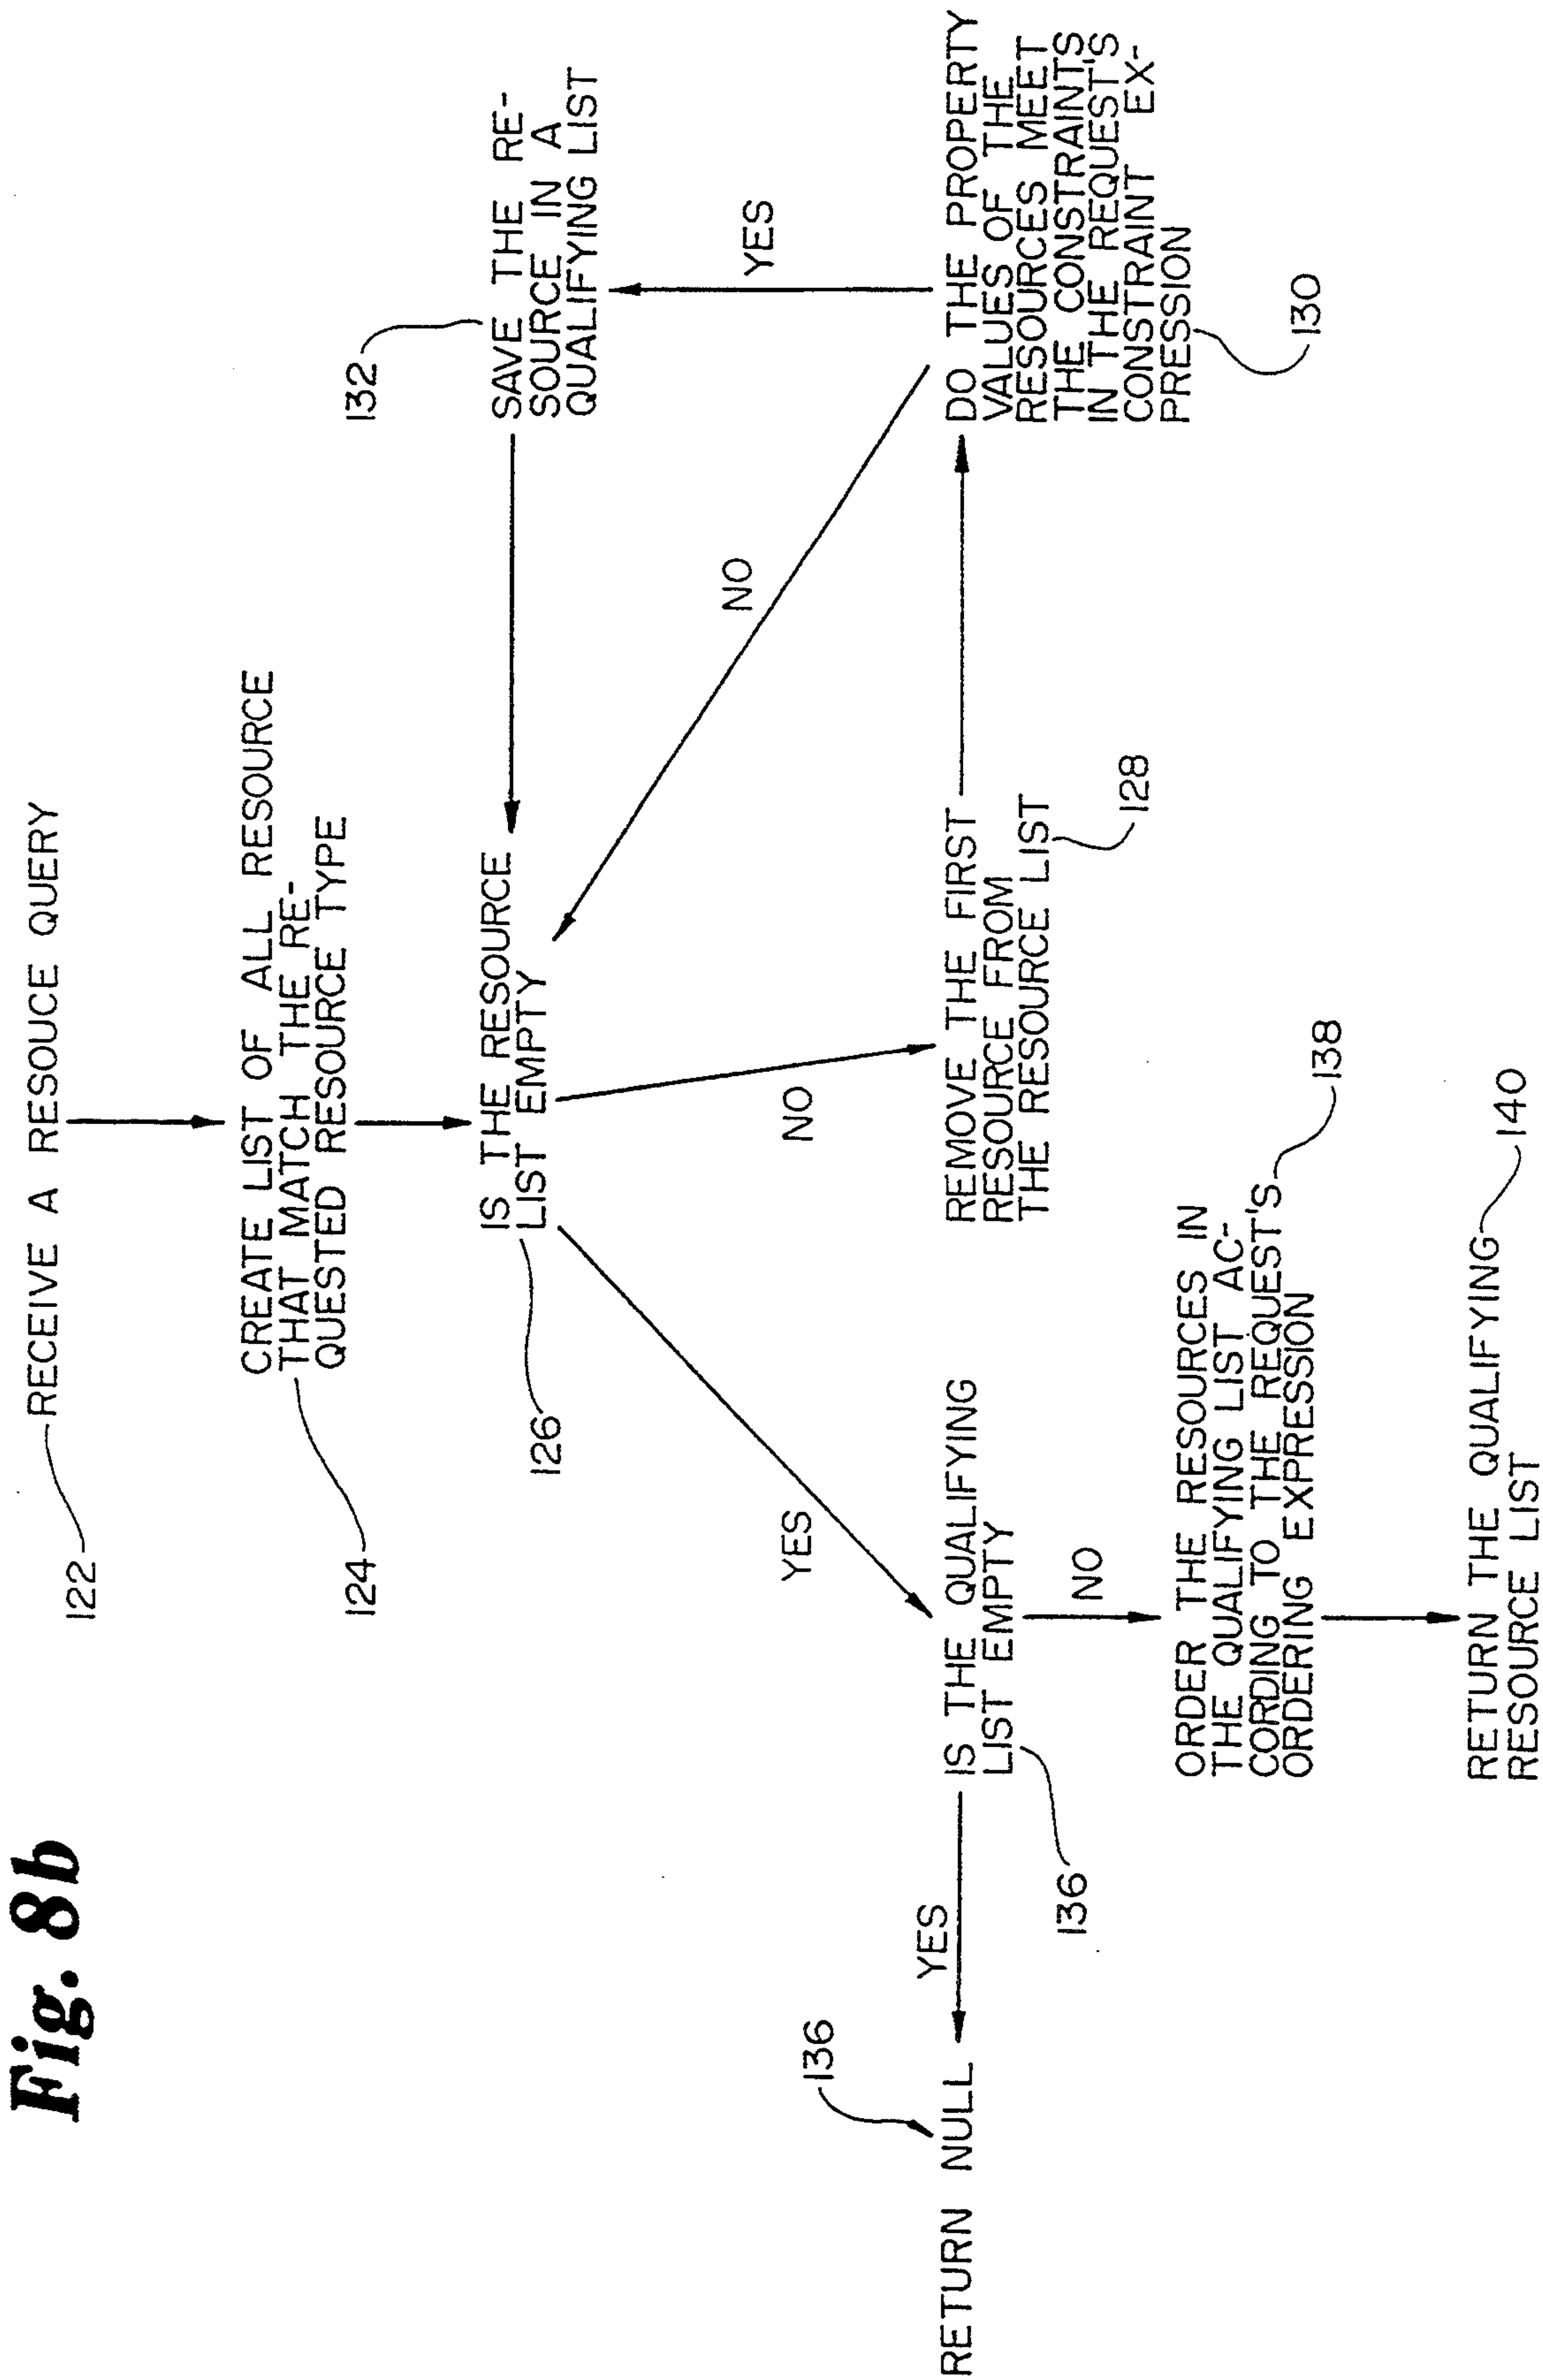 Fig. 8b
122
RECEIVE A RESOUCE QUERY
124
CREATE LIST OF ALL RESOURCE
THAT MATCH THE RE-
QUESTED RESOURCE TYPE
126
IS THE RESOURCE
LIST EMPTY
132
SAVE THE RE-
SOURCE IN A
QUALIFYING LIST
YES
NO
NO
YES
136
RETURN NULL
YES
IS THE QUALIFYING
LIST EMPTY
136
REMOVE THE FIRST
RESOURCE FROM
THE RESOURCE LIST
128
DO THE PROPERTY
VALUES OF THE
RESOURCES MEET
THE CONSTRAINTS
IN THE REQUEST'S
CONSTRAINT EX-
PRESSION
130
NO
ORDER THE RESOURCES IN
THE QUALIFYING LIST AC-
CORDING TO THE REQUEST'S
ORDERING EXPRESSION
138
RETURN THE QUALIFYING
RESOURCE LIST
140